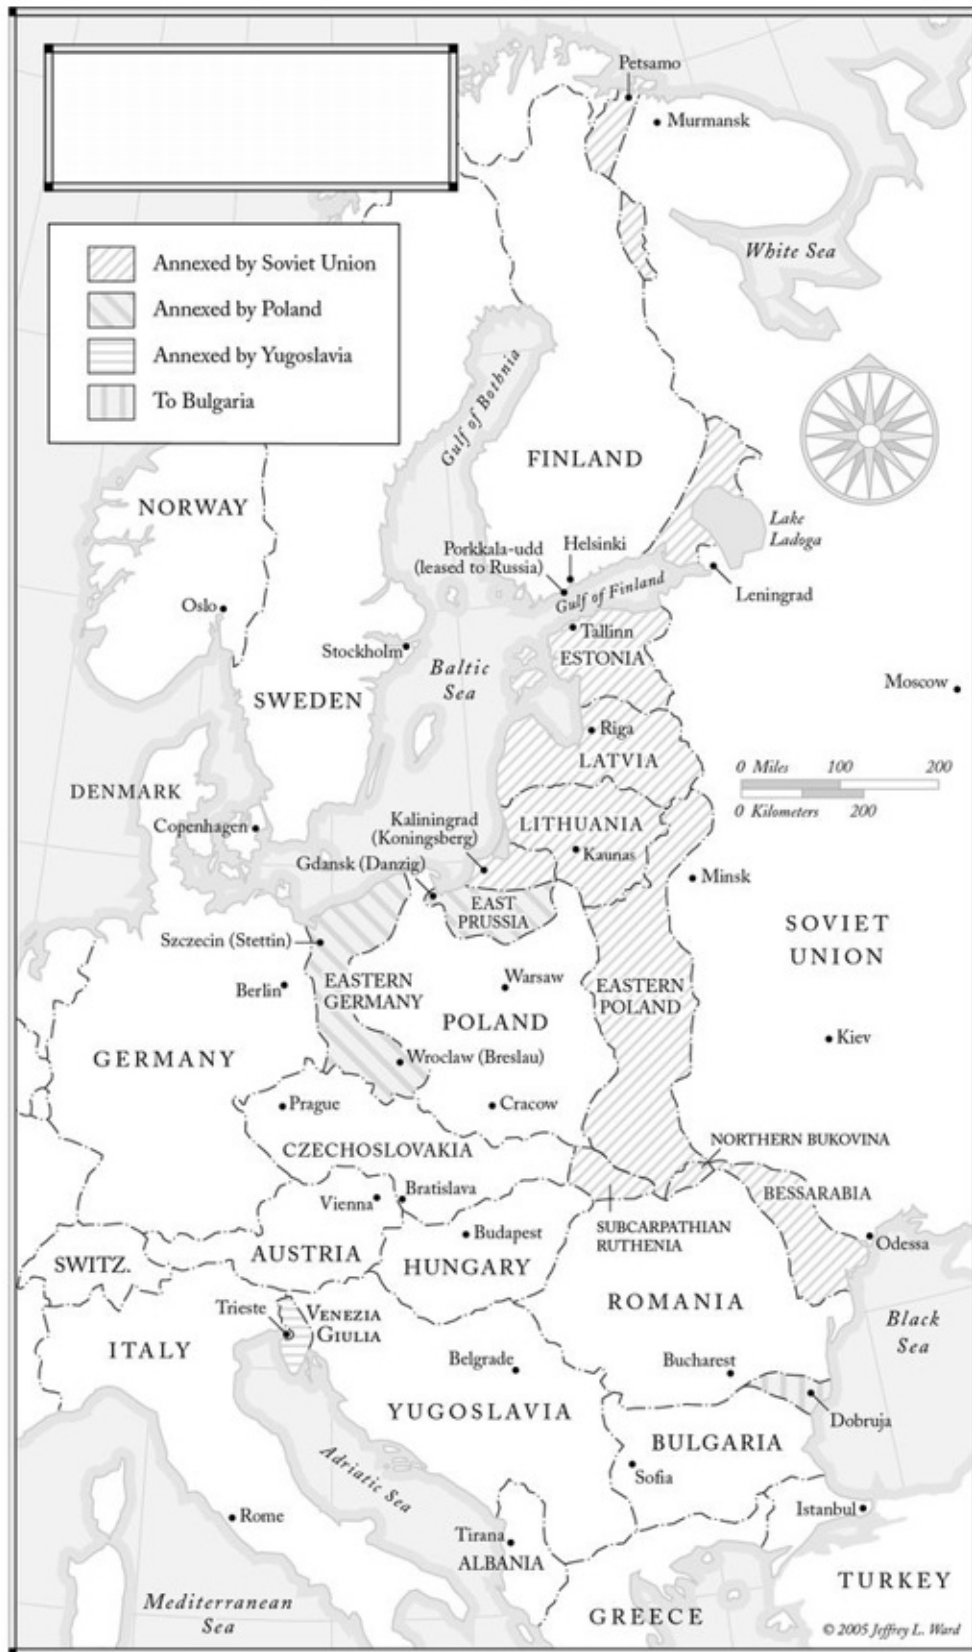 Petsamo
Murmansk
Annexed by Soviet Union
Annexed by Poland
Annexed by Yugoslavia
To Bulgaria
White Sea
Gulf of Bothnia
FINLAND
NORWAY
Lake
Ladoga
Porkkala-udd
(leased to Russia)
Helsinki
Gulf of Finland
Leningrad
Oslo
Tallinn
Stockholm
ESTONIA
Baltic
Sea
Moscow
SWEDEN
Riga
LATVIA
0 Miles 100 200
0 Kilometers 200
DENMARK
Copenhagen
Kaliningrad
(Koningsberg)
LITHUANIA
Kaunas
Gdansk (Danzig)
Minsk
EAST
PRUSSIA
SOVIET
UNION
Szczecin (Stettin)
Berlin
EASTERN
GERMANY
Warsaw
EASTERN
POLAND
POLAND
Kiev
GERMANY
Wroclaw (Breslau)
Prague
Cracow
CZECHOSLOVAKIA
NORTHERN BUKOVINA
Vienna
Bratislava
BESSARABIA
SUBCARPATHIAN
RUTHENIA
Budapest
Odessa
SWITZ.
AUSTRIA
HUNGARY
Trieste
VENEZIA
GIULIA
ROMANIA
Black
Sea
ITALY
Belgrade
Bucharest
YUGOSLAVIA
Dobruja
BULGARIA
Adriatic Sea
Sofia
Rome
Istanbul
Tirana
ALBANIA
TURKEY
Mediterranean
Sea
GREECE
© 2005 Jeffrey L. Ward